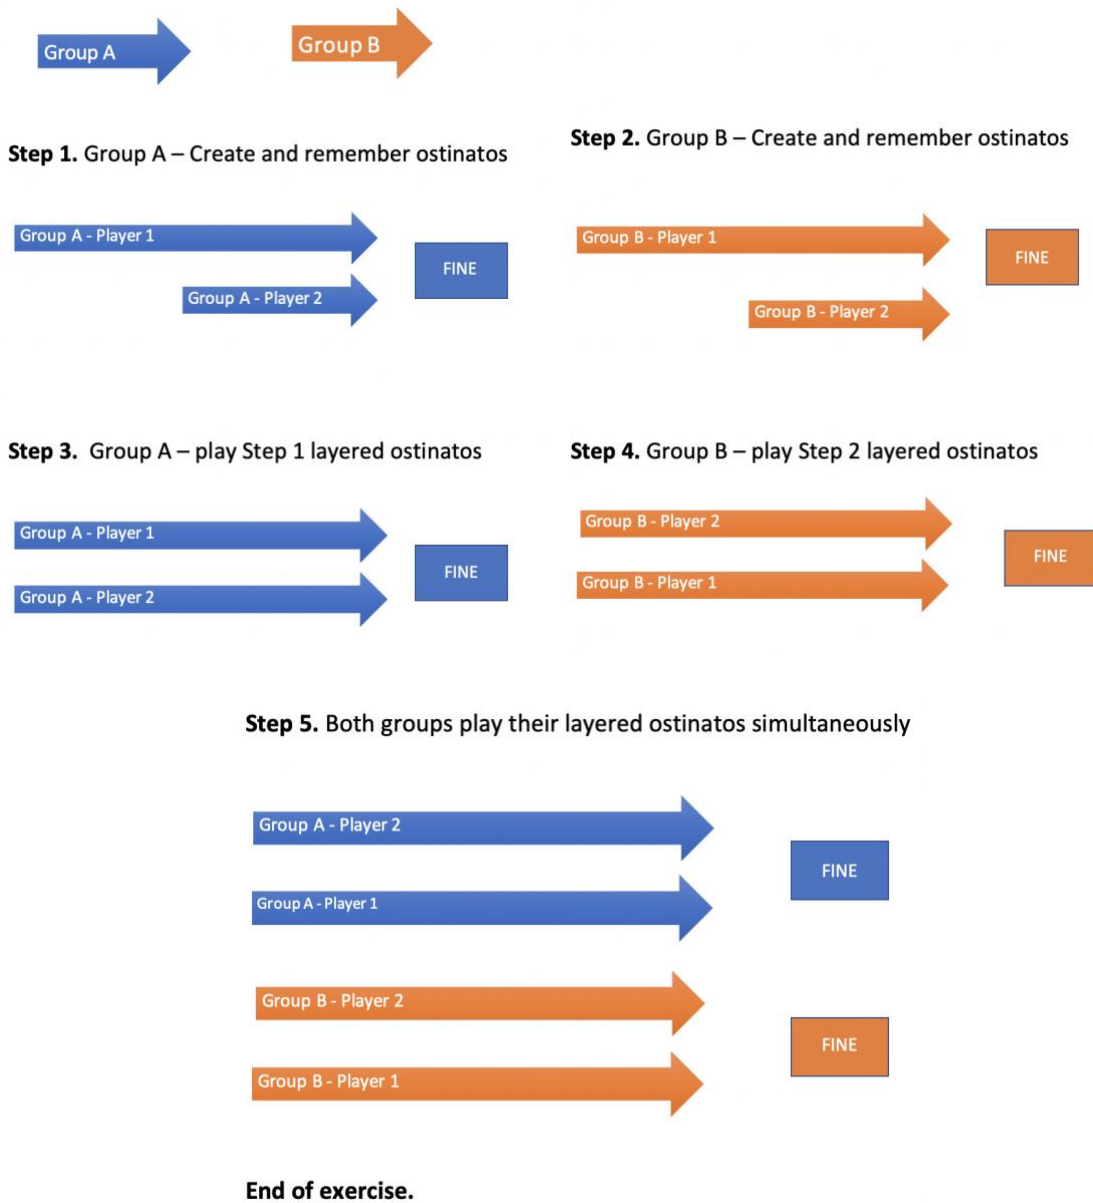 Group A
Group B
Step 1. Group A – Create and remember ostinatos
Group A - Player 1
FINE
Group A - Player 2
Step 2. Group B – Create and remember ostinatos
Group B - Player 1
FINE
Group B - Player 2
Step 3.  Group A – play Step 1 layered ostinatos
Group A - Player 1
FINE
Group A - Player 2
Step 4. Group B – play Step 2 layered ostinatos
Group B - Player 2
FINE
Group B - Player 1
Step 5. Both groups play their layered ostinatos simultaneously
Group A - Player 2
FINE
Group A - Player 1
Group B - Player 2
FINE
Group B - Player 1
End of exercise.